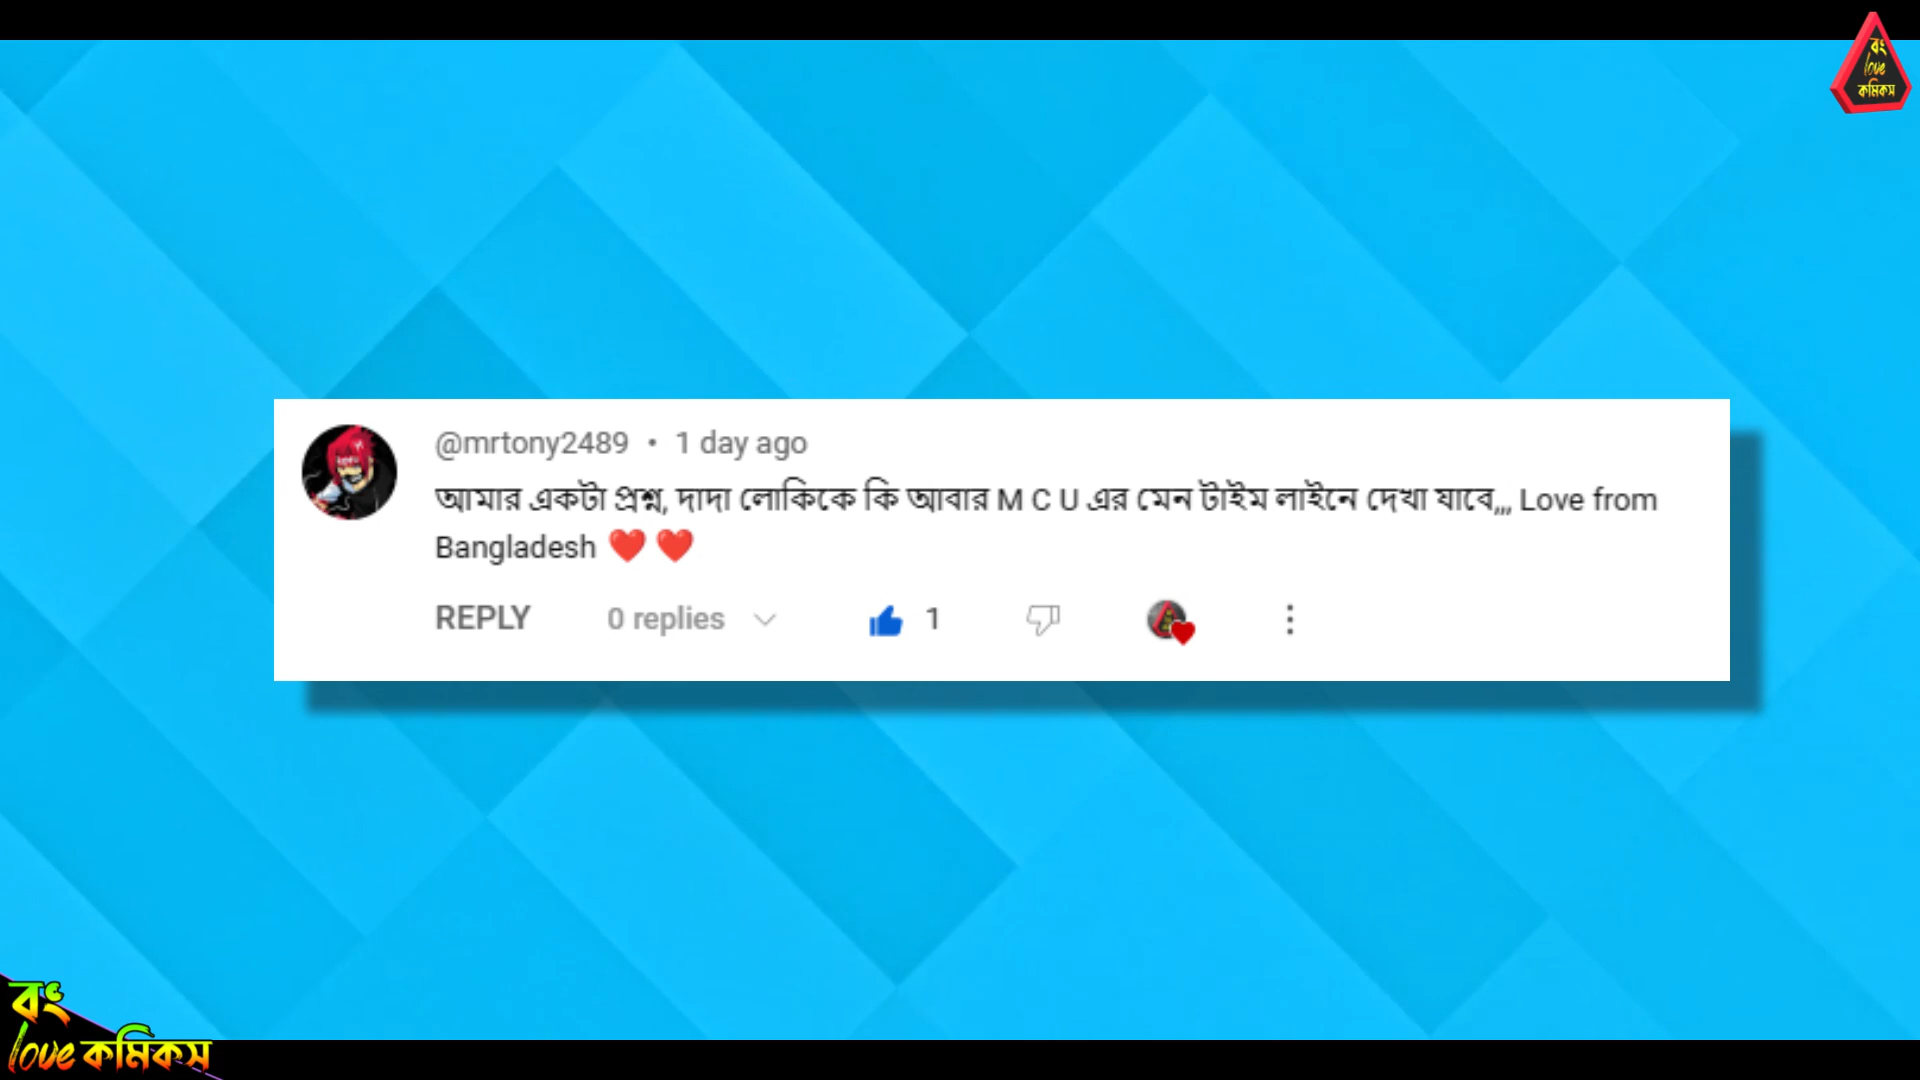 বং
love
কমিকস
@mrtony2489 • 1 day ago
আমার একটা প্রশ্ন, দাদা লোকিকে কি আবার M C U এর মেন টাইম লাইনে দেখা যাবে,,, Love from
Bangladesh ❤️ ❤️
REPLY 0 replies 1
বং
love কমিকস